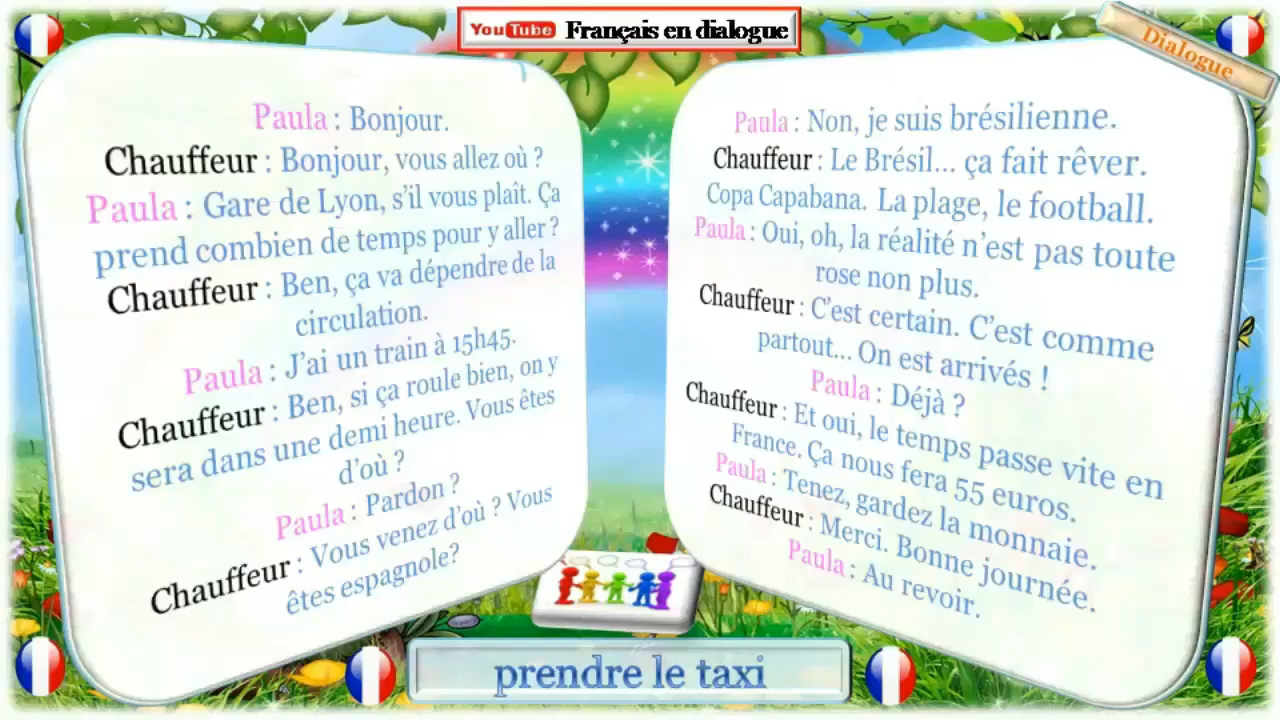 YouTube Français en dialogue
Dialogue
Paula : Bonjour.
Chauffeur : Bonjour, vous allez où ?
Paula : Gare de Lyon, s'il vous plaît. Ça
prend combien de temps pour y aller ?
Chauffeur : Ben, ça va dépendre de la
circulation.
Paula : J'ai un train à 15h45.
Chauffeur : Ben, si ça roule bien, on y
sera dans une demi heure. Vous êtes
d'où ?
Paula : Pardon ?
Chauffeur : Vous venez d'où ? Vous
êtes espagnole?
Paula : Non, je suis brésilienne.
Chauffeur : Le Brésil... ça fait rêver.
Copa Capabana. La plage, le football.
Paula : Oui, oh, la réalité n'est pas toute
rose non plus.
Chauffeur : C'est certain. C'est comme
partout... On est arrivés !
Paula : Déjà ?
Chauffeur : Et oui, le temps passe vite en
France. Ça nous fera 55 euros.
Paula : Tenez, gardez la monnaie.
Chauffeur : Merci. Bonne journée.
Paula : Au revoir.
prendre le taxi